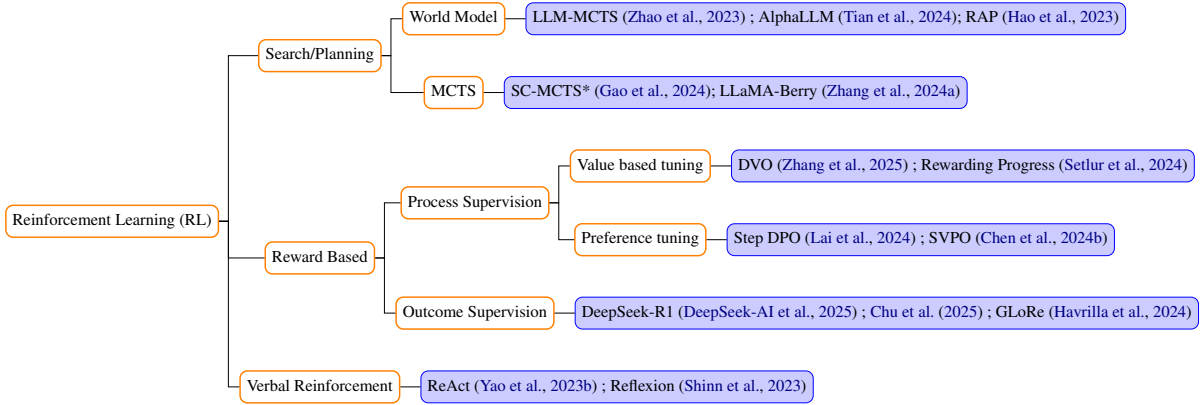 World Model
LLM-MCTS (Zhao et al., 2023) ; AlphaLLM (Tian et al., 2024); RAP (Hao et al., 2023)
Search/Planning
MCTS
SC-MCTS* (Gao et al., 2024); LLaMA-Berry (Zhang et al., 2024a)
Value based tuning
DVO (Zhang et al., 2025) ; Rewarding Progress (Setlur et al., 2024)
Process Supervision
Reinforcement Learning (RL)
Preference tuning
Step DPO (Lai et al., 2024) ; SVPO (Chen et al., 2024b)
Reward Based
Outcome Supervision
DeepSeek-R1 (DeepSeek-AI et al., 2025) ; Chu et al. (2025) ; GLoRe (Havrilla et al., 2024)
Verbal Reinforcement
ReAct (Yao et al., 2023b) ; Reflexion (Shinn et al., 2023)